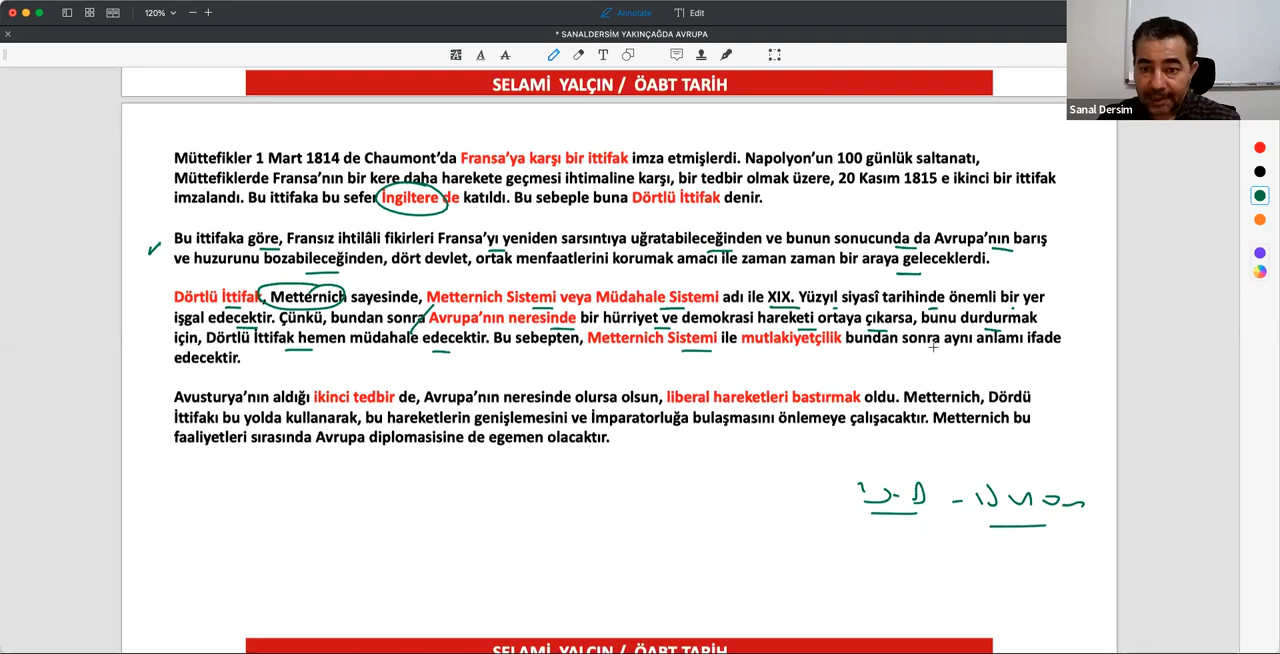 120%
Annotate
Edit
* SANALDERSİM YAKINÇAĞDA AVRUPA
SELAMİ YALÇIN / ÖABT TARİH
Sanal Dersim
Müttefikler 1 Mart 1814 de Chaumont’da Fransa’ya karşı bir ittifak imza etmişlerdi. Napolyon’un 100 günlük saltanatı,
Müttefiklerde Fransa’nın bir kere daha harekete geçmesi ihtimaline karşı, bir tedbir olmak üzere, 20 Kasım 1815 e ikinci bir ittifak
imzalandı. Bu ittifaka bu sefer İngiltere de katıldı. Bu sebeple buna Dörtlü İttifak denir.
Bu ittifaka göre, Fransız ihtilâli fikirleri Fransa’yı yeniden sarsıntıya uğratabileceğinden ve bunun sonucunda da Avrupa’nın barış
ve huzurunu bozabileceğinden, dört devlet, ortak menfaatlerini korumak amacı ile zaman zaman bir araya geleceklerdi.
Dörtlü İttifak, Metternich sayesinde, Metternich Sistemi veya Müdahale Sistemi adı ile XIX. Yüzyıl siyasî tarihinde önemli bir yer
işgal edecektir. Çünkü, bundan sonra Avrupa’nın neresinde bir hürriyet ve demokrasi hareketi ortaya çıkarsa, bunu durdurmak
için, Dörtlü İttifak hemen müdahale edecektir. Bu sebepten, Metternich Sistemi ile mutlakiyetçilik bundan sonra aynı anlamı ifade
edecektir.
Avusturya’nın aldığı ikinci tedbir de, Avrupa’nın neresinde olursa olsun, liberal hareketleri bastırmak oldu. Metternich, Dördü
İttifakı bu yolda kullanarak, bu hareketlerin genişlemesini ve İmparatorluğa bulaşmasını önlemeye çalışacaktır. Metternich bu
faaliyetleri sırasında Avrupa diplomasisine de egemen olacaktır.
SELAMİ YALÇIN / ÖABT TARİH